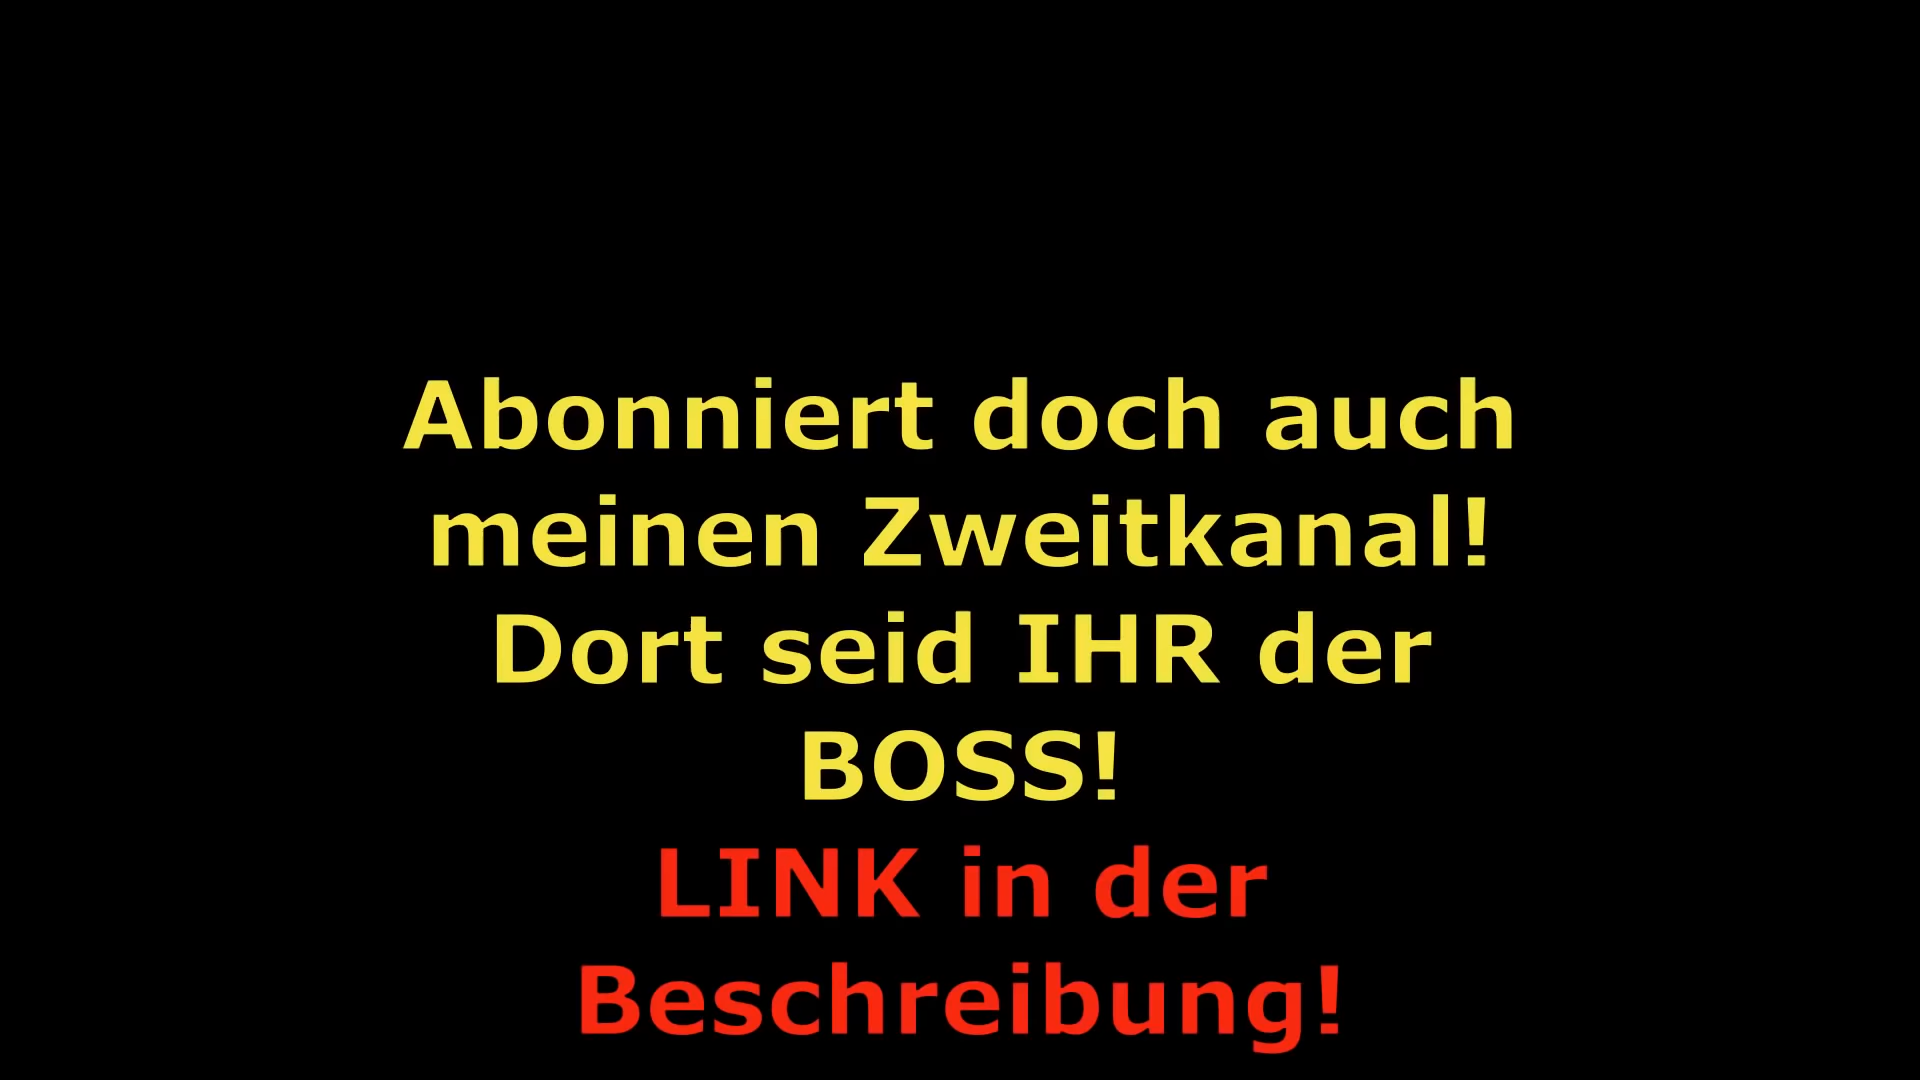 Abonniert doch auch
meinen Zweitkanal!
Dort seid IHR der
BOSS!
LINK in der
Beschreibung!